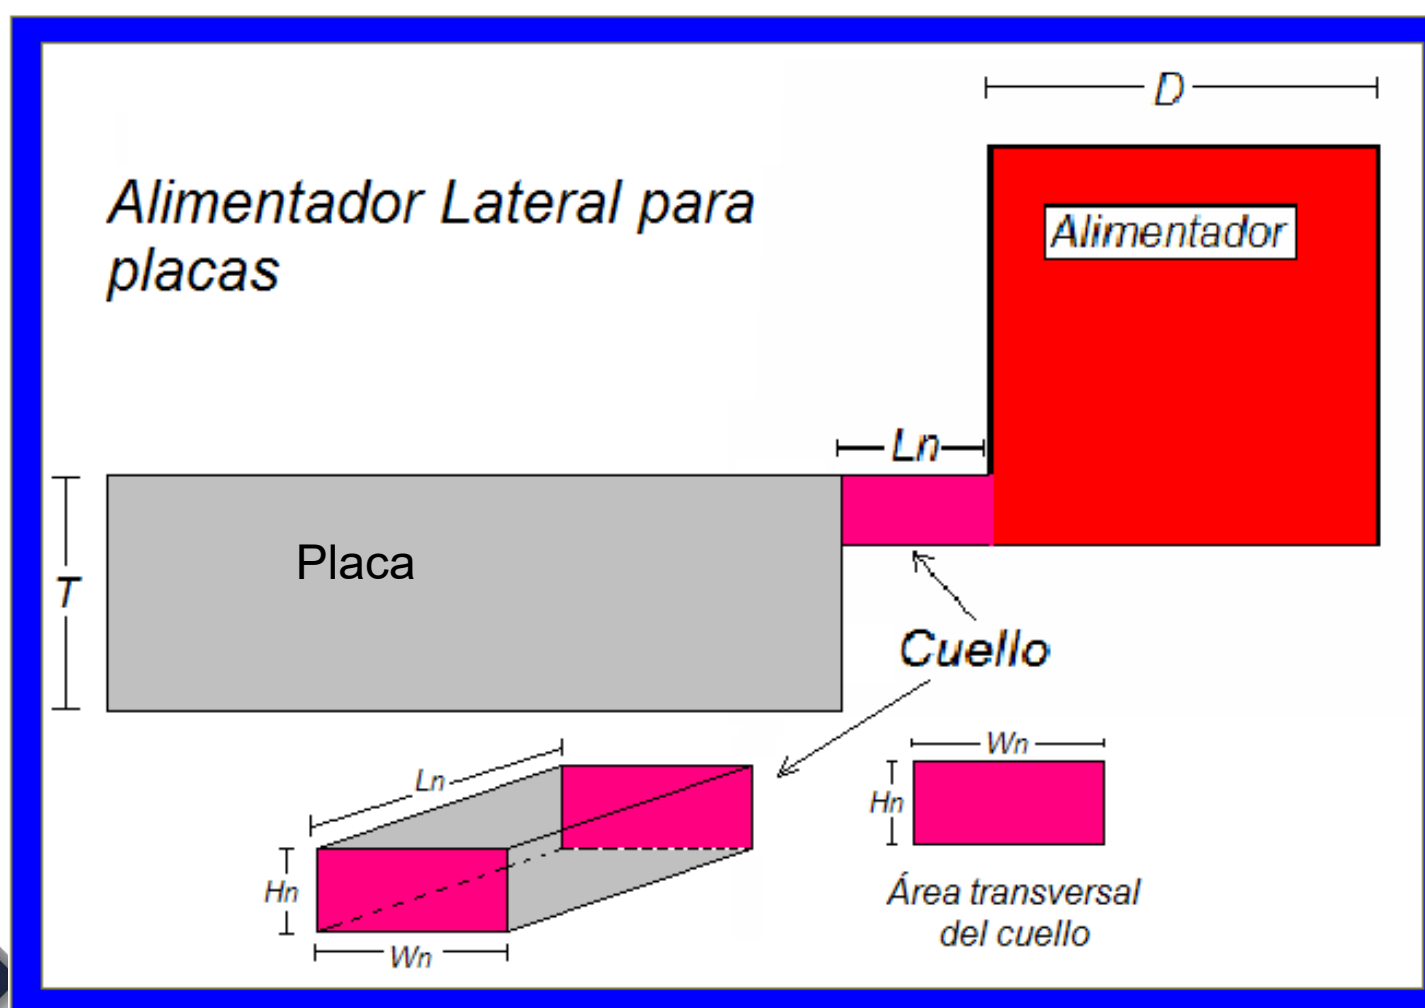 D
Alimentador Lateral para
placas
Alimentador
Ln
Placa
T
Cuello
Wn
Ln
Hn
Hn
Wn
Área transversal
del cuello